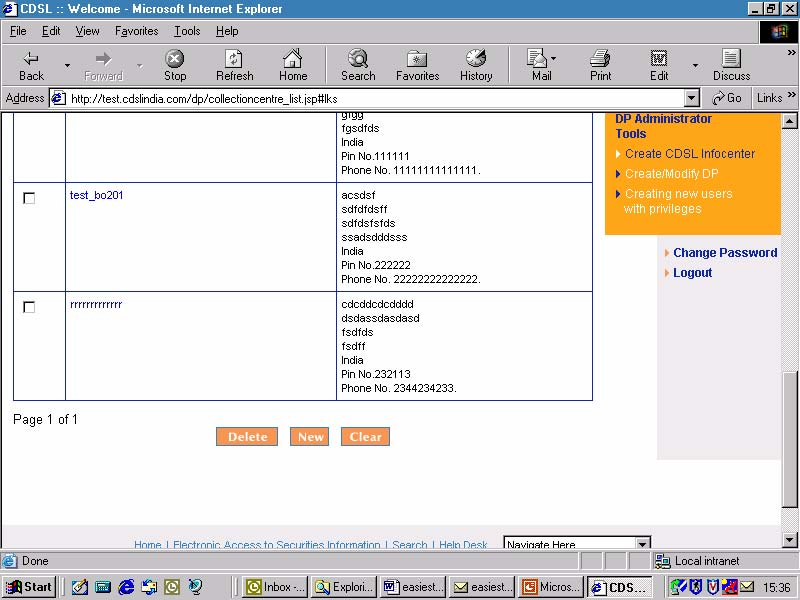 CDSL :: Welcome - Microsoft Internet Explorer
File Edit View Favorites Tools Help
Back Forward Stop Refresh Home Search Favorites History Mail Print Edit Discuss
Address http://test.cdslindia.com/dp/collectioncentre_list.jsp#lks Go Links
fgsdfds
India
Pin No.111111
Phone No. 11111111111111.
test_bo201
acsdsf
sdfdfdsff
sdfdsfsfds
ssadsdddsss
India
Pin No.222222
Phone No. 22222222222222.
rrrrrrrrrrrrr
cdcddcdcdddd
dsdassdasdasd
fsdfds
fsdff
India
Pin No.232113
Phone No. 2344234233.
Page 1 of 1
Delete New Clear
DP Administrator
Tools
Create CDSL Infocenter
Create/Modify DP
Creating new users
with privileges
Change Password
Logout
Home | Electronic Access to Securities Information | Search | Help Desk Navigate Here
Done Local intranet
Start Inbox -... Explori... easiest... easiest... Micros... CDS... 15:36